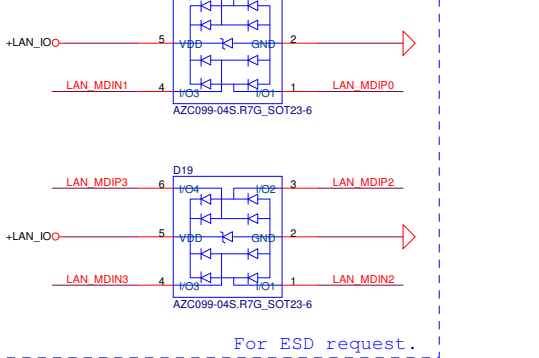 +LAN_IO 5 VDD GND 2
LAN_MDIN1 4 I/O3 I/O1 1 LAN_MDIP0
AZC099-04S.R7G_SOT23-6
D19
LAN_MDIP3 6 I/O4 I/O2 3 LAN_MDIP2
+LAN_IO 5 VDD GND 2
LAN_MDIN3 4 I/O3 I/O1 1 LAN_MDIN2
AZC099-04S.R7G_SOT23-6
For ESD request.